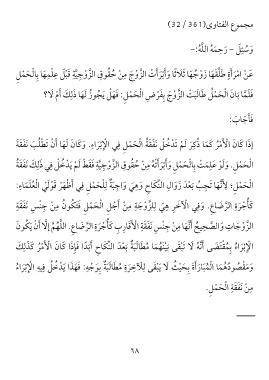 مجموع الفتاوى(361 / 32)
وَسُئِلَ - رَحِمَهُ اللَّهُ:-
عَنْ امْرَأَةٍ طَلَّقَهَا زَوْجُهَا ثَلَاثًا وَأَبْرَأَتْ الزَّوْجَ مِنْ حُقُوقِ الزَّوْجِيَّةِ قَبْلَ عِلْمِهَا بِالْحَمْلِ
فَلَمَّا بَانَ الْحَمْلُ طَالَبَتْ الزَّوْجَ بِفَرْضِ الْحَمْلِ: فَهَلْ يَجُوزُ لَهَا ذَلِكَ أَمْ لَا؟
فَأَجَابَ:
إذَا كَانَ الْأَمْرُ كَمَا ذُكِرَ لَمْ تَدْخُلْ نَفَقَةُ الْحَمْلِ فِي الْإِبْرَاءِ. وَكَانَ لَهَا أَنْ تَطْلُبَ نَفَقَةَ
الْحَمْلِ. وَلَوْ عَلِمَتْ بِالْحَمْلِ وَأَبْرَأَتْهُ مِنْ حُقُوقِ الزَّوْجِيَّةِ فَقَطْ لَمْ يَدْخُلْ فِي ذَلِكَ نَفَقَةُ
الْحَمْلِ؛ لِأَنَّهَا تَجِبُ بَعْدَ زَوَالِ النِّكَاحِ وَهِيَ وَاجِبَةٌ لِلْحَمْلِ فِي أَظْهَرِ قَوْلَيْ الْعُلَمَاءِ:
كَأُجْرَةِ الرَّضَاعِ. وَفِي الْآخَرِ هِيَ لِلزَّوْجَةِ مِنْ أَجْلِ الْحَمْلِ فَتَكُونُ مِنْ جِنْسِ نَفَقَةِ
الزَّوْجَاتِ وَالصَّحِيحُ أَنَّهَا مِنْ جِنْسِ نَفَقَةِ الْأَقَارِبِ كَأُجْرَةِ الرَّضَاعِ. اللَّهُمَّ إلَّا أَنْ يَكُونَ
الْإِبْرَاءُ بِمُقْتَضَى أَنَّهُ لَا تَبْقَى بَيْنَهُمَا مُطَالَبَةٌ بَعْدَ النِّكَاحِ أَبَدًا فَإِذَا كَانَ الْأَمْرُ كَذَلِكَ
وَمَقْصُودُهُمَا الْمُبَارَأَةُ بِحَيْثُ لَا يَبْقَى لِلْآخِرَةِ مُطَالَبَةٌ بِوَجْهِ: فَهَذَا يَدْخُلُ فِيهِ الْإِبْرَاءُ
مِنْ نَفَقَةِ الْحَمْلِ.
٦٨